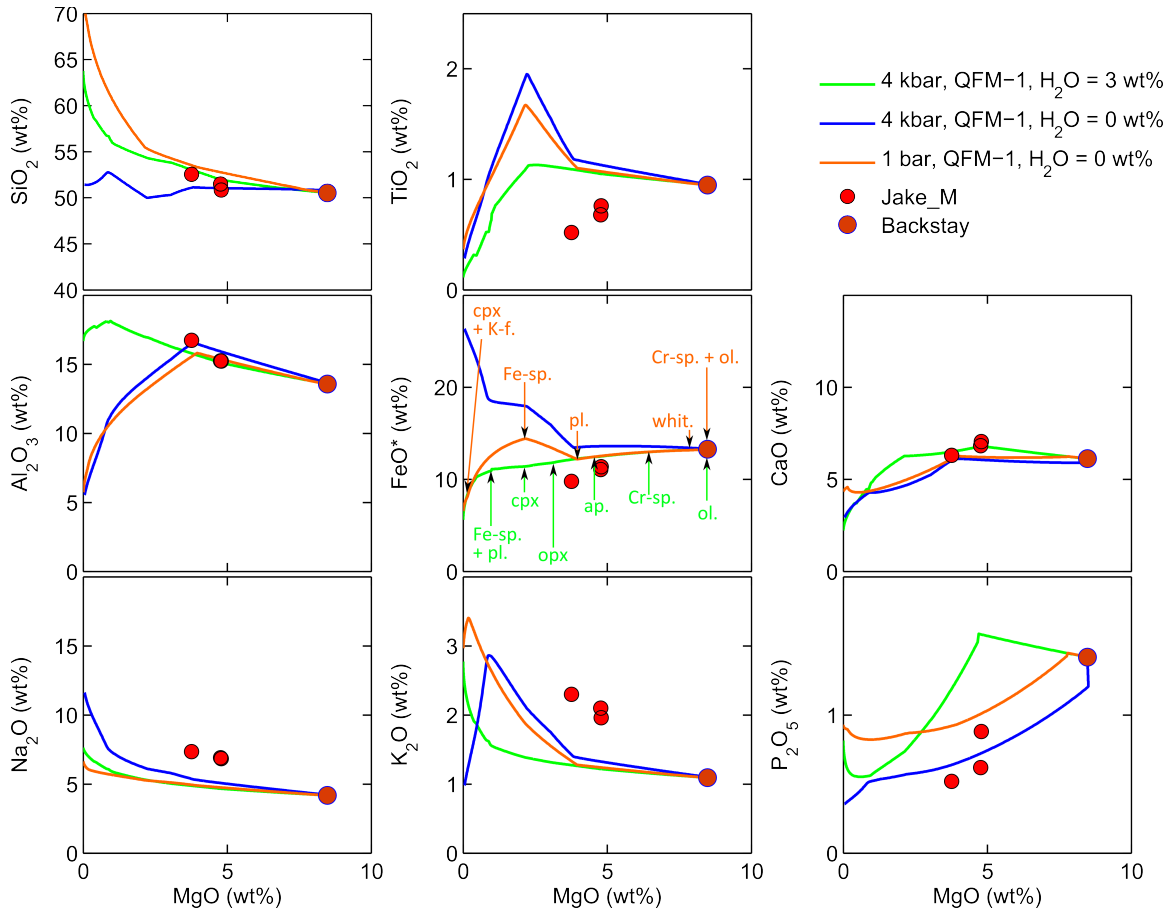 70
65
60
55
50
45
40
SiO2 (wt%)
2
1
0
TiO2 (wt%)
4 kbar, QFM−1, H2O = 3 wt%
4 kbar, QFM−1, H2O = 0 wt%
1 bar, QFM−1, H2O = 0 wt%
Jake_M
Backstay
15
10
5
0
Al2O3 (wt%)
20
10
0
FeO* (wt%)
cpx
+ K-f.
Fe-sp.
pl.
Cr-sp. + ol.
whit.
cpx
ap.
Cr-sp.
ol.
Fe-sp.
+ pl.
opx
10
5
0
CaO (wt%)
15
10
5
0
Na2O (wt%)
0
5
10
MgO (wt%)
3
2
1
0
K2O (wt%)
0
5
10
MgO (wt%)
1
0
P2O5 (wt%)
0
5
10
MgO (wt%)